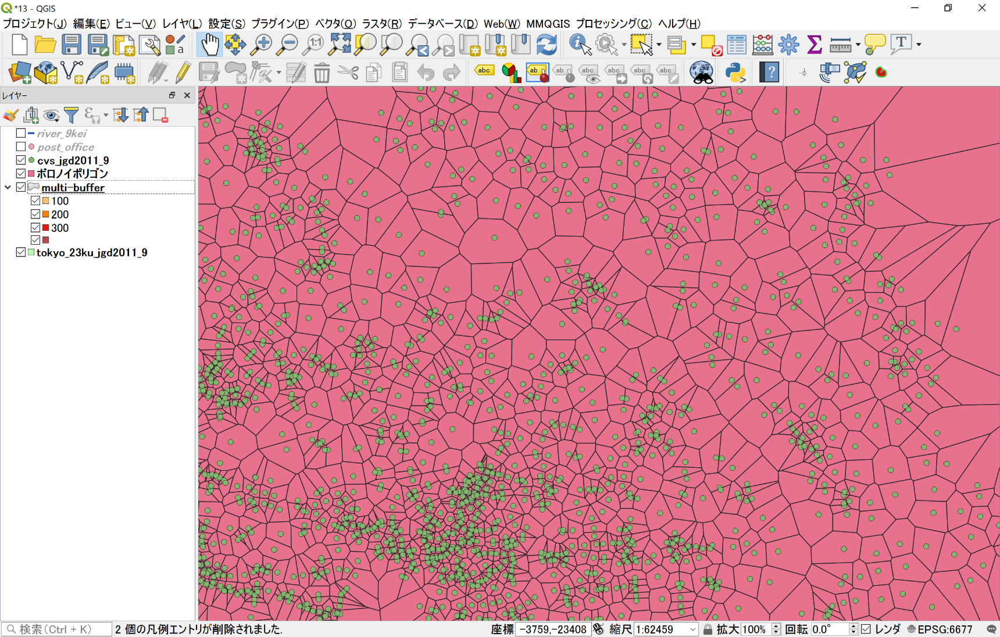 *13 - QGIS
プロジェクト(J) 編集(E) ビュー(V) レイヤ(L) 設定(S) プラグイン(P) ベクタ(O) ラスタ(R) データベース(D) Web(W) MMQGIS プロセッシング(C) ヘルプ(H)
レイヤー
river_9kei
post_office
cvs_jgd2011_9
ボロノイポリゴン
multi-buffer
100
200
300
tokyo_23ku_jgd2011_9
検索(Ctrl + K) 2 個の凡例エントリが削除されました. 座標 -3759,-23408 縮尺 1:62459 拡大 100% 回転 0.0° レンダ EPSG:6677